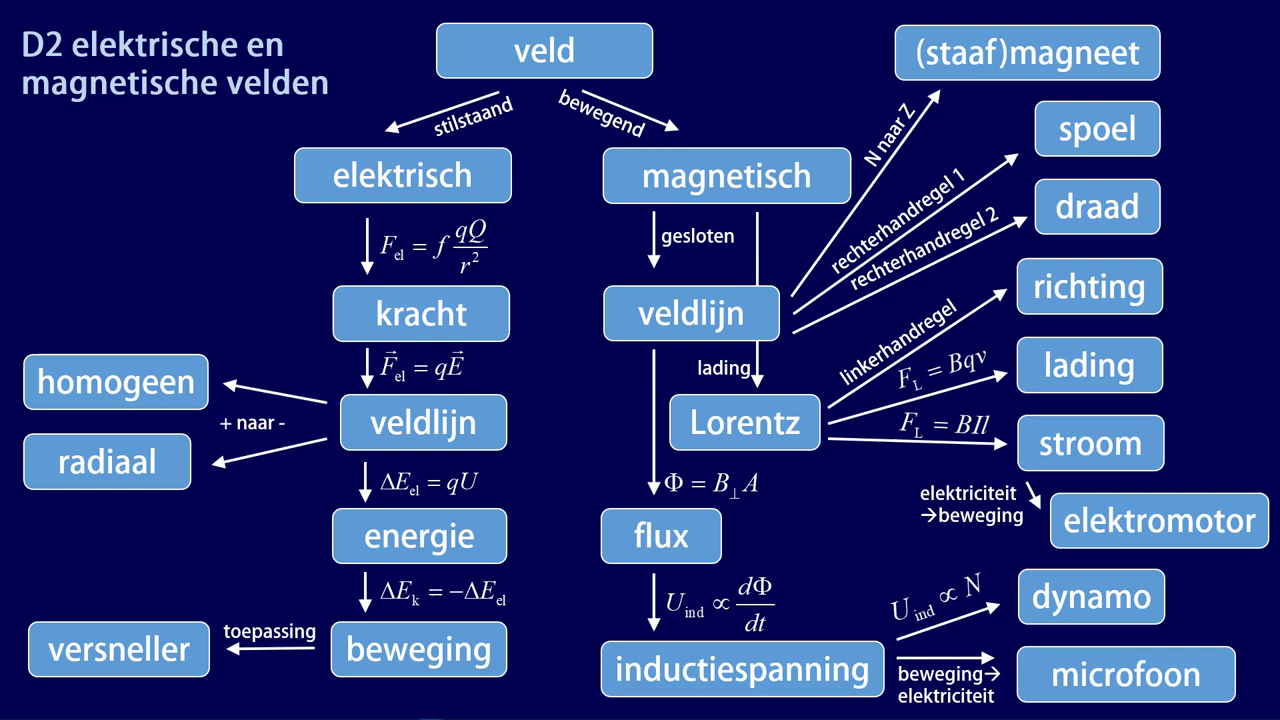 D2 elektrische en
magnetische velden
veld
stilstaand
bewegend
elektrisch
F_el = f qQ/r²
kracht
F⃗_el = qE⃗
veldlijn
+ naar -
homogeen
radiaal
ΔE_el = qU
energie
ΔE_k = −ΔE_el
beweging
toepassing
versneller
magnetisch
gesloten
veldlijn
N naar Z
(staaf)magneet
rechterhandregel 1
spoel
rechterhandregel 2
draad
lading
Lorentz
linkerhandregel
richting
F_L = Bqv
lading
F_L = BIl
stroom
elektriciteit
→beweging
elektromotor
Φ = B_⊥A
flux
U_ind ∝ dΦ/dt
inductiespanning
U_ind ∝ N
dynamo
beweging→
elektriciteit
microfoon